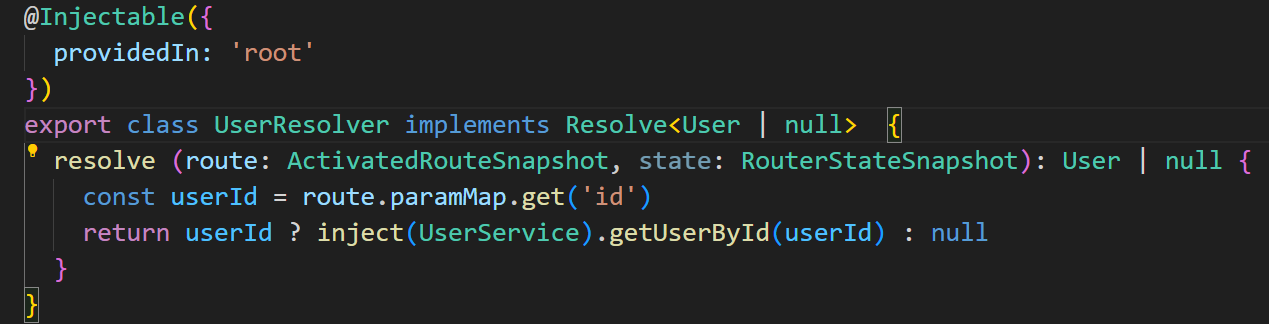 @Injectable({
  providedIn: 'root'
})
export class UserResolver implements Resolve<User | null>  {
  resolve (route: ActivatedRouteSnapshot, state: RouterStateSnapshot): User | null {
    const userId = route.paramMap.get('id')
    return userId ? inject(UserService).getUserById(userId) : null
  }
}